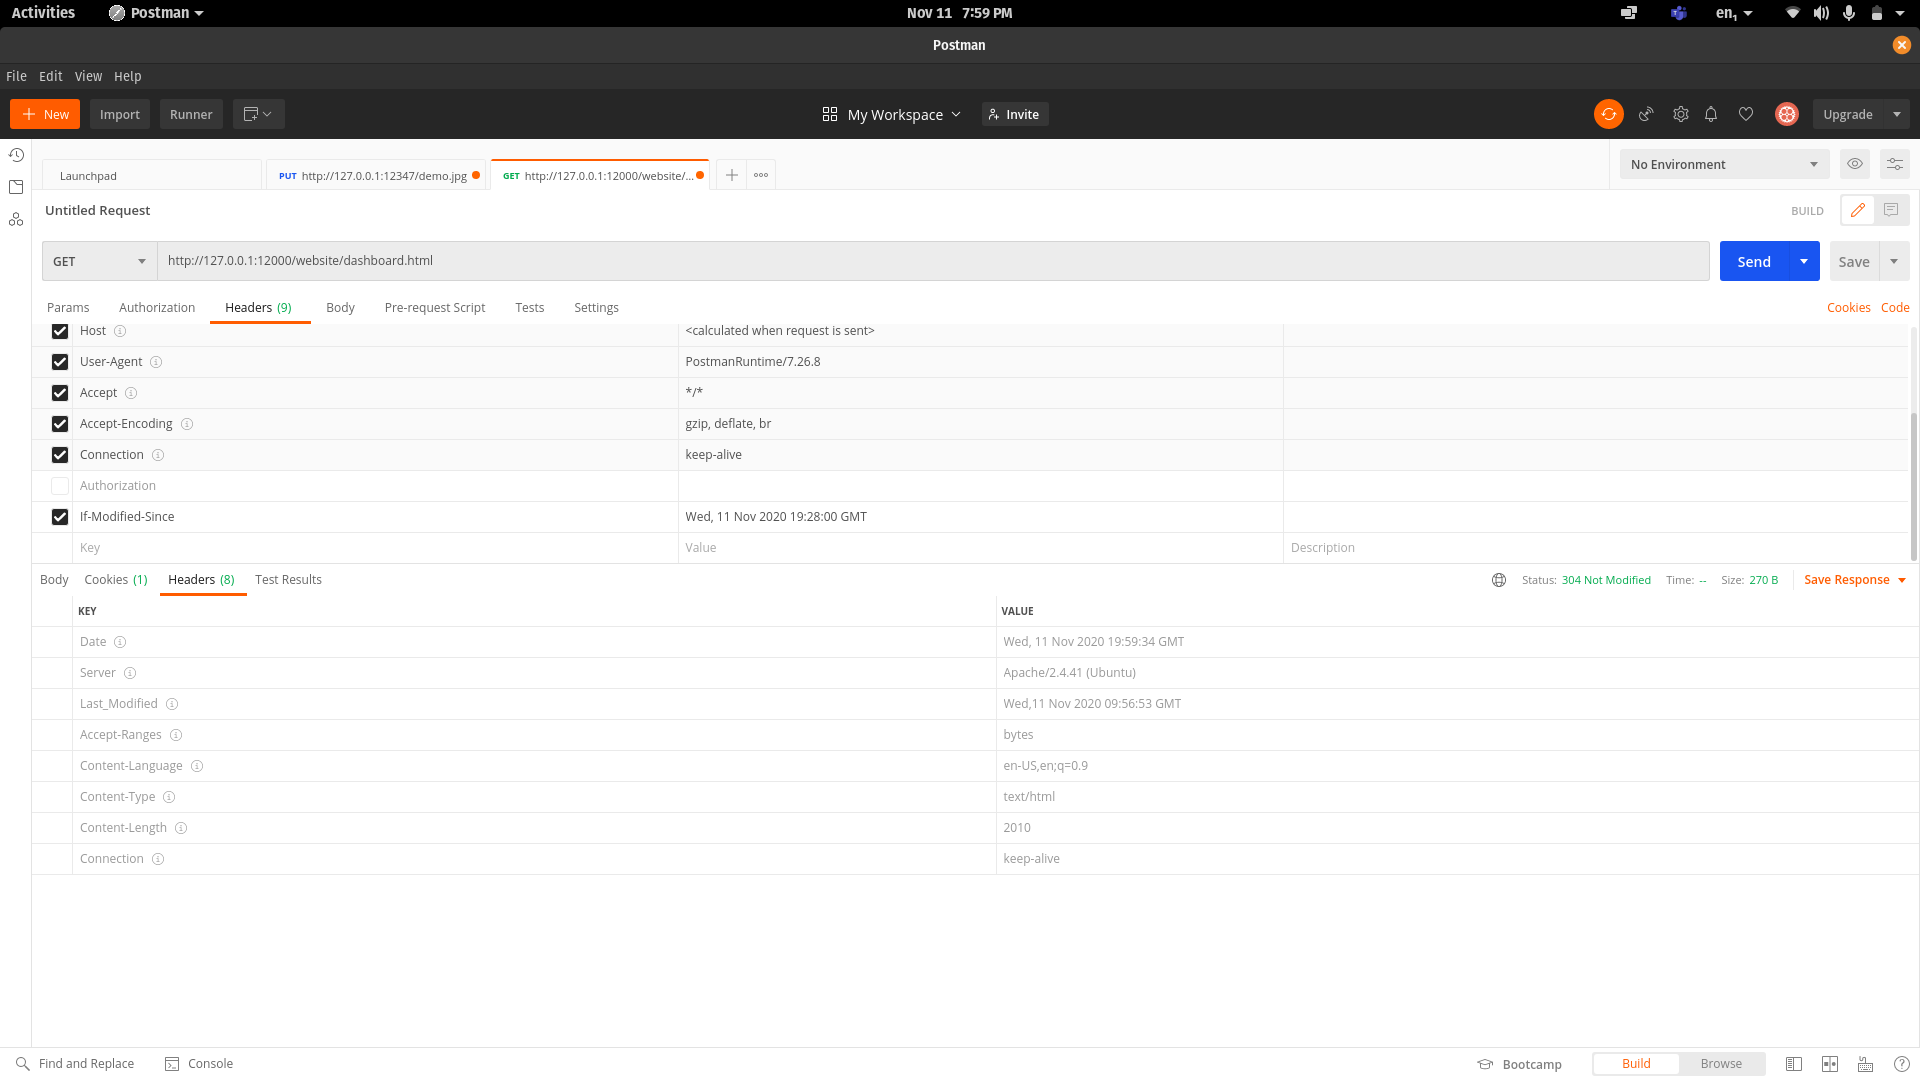 Activities Postman Nov 11 7:59 PM en1
Postman
File Edit View Help
New Import Runner My Workspace Invite Upgrade
Launchpad PUT http://127.0.0.1:12347/demo.jpg GET http://127.0.0.1:12000/website/... No Environment
Untitled Request BUILD
GET http://127.0.0.1:12000/website/dashboard.html Send Save
Params Authorization Headers (9) Body Pre-request Script Tests Settings Cookies Code
Host <calculated when request is sent>
User-Agent PostmanRuntime/7.26.8
Accept */*
Accept-Encoding gzip, deflate, br
Connection keep-alive
Authorization
If-Modified-Since Wed, 11 Nov 2020 19:28:00 GMT
Key Value Description
Body Cookies (1) Headers (8) Test Results Status: 304 Not Modified Time: -- Size: 270 B Save Response
KEY VALUE
Date Wed, 11 Nov 2020 19:59:34 GMT
Server Apache/2.4.41 (Ubuntu)
Last_Modified Wed,11 Nov 2020 09:56:53 GMT
Accept-Ranges bytes
Content-Language en-US,en;q=0.9
Content-Type text/html
Content-Length 2010
Connection keep-alive
Find and Replace Console Bootcamp Build Browse